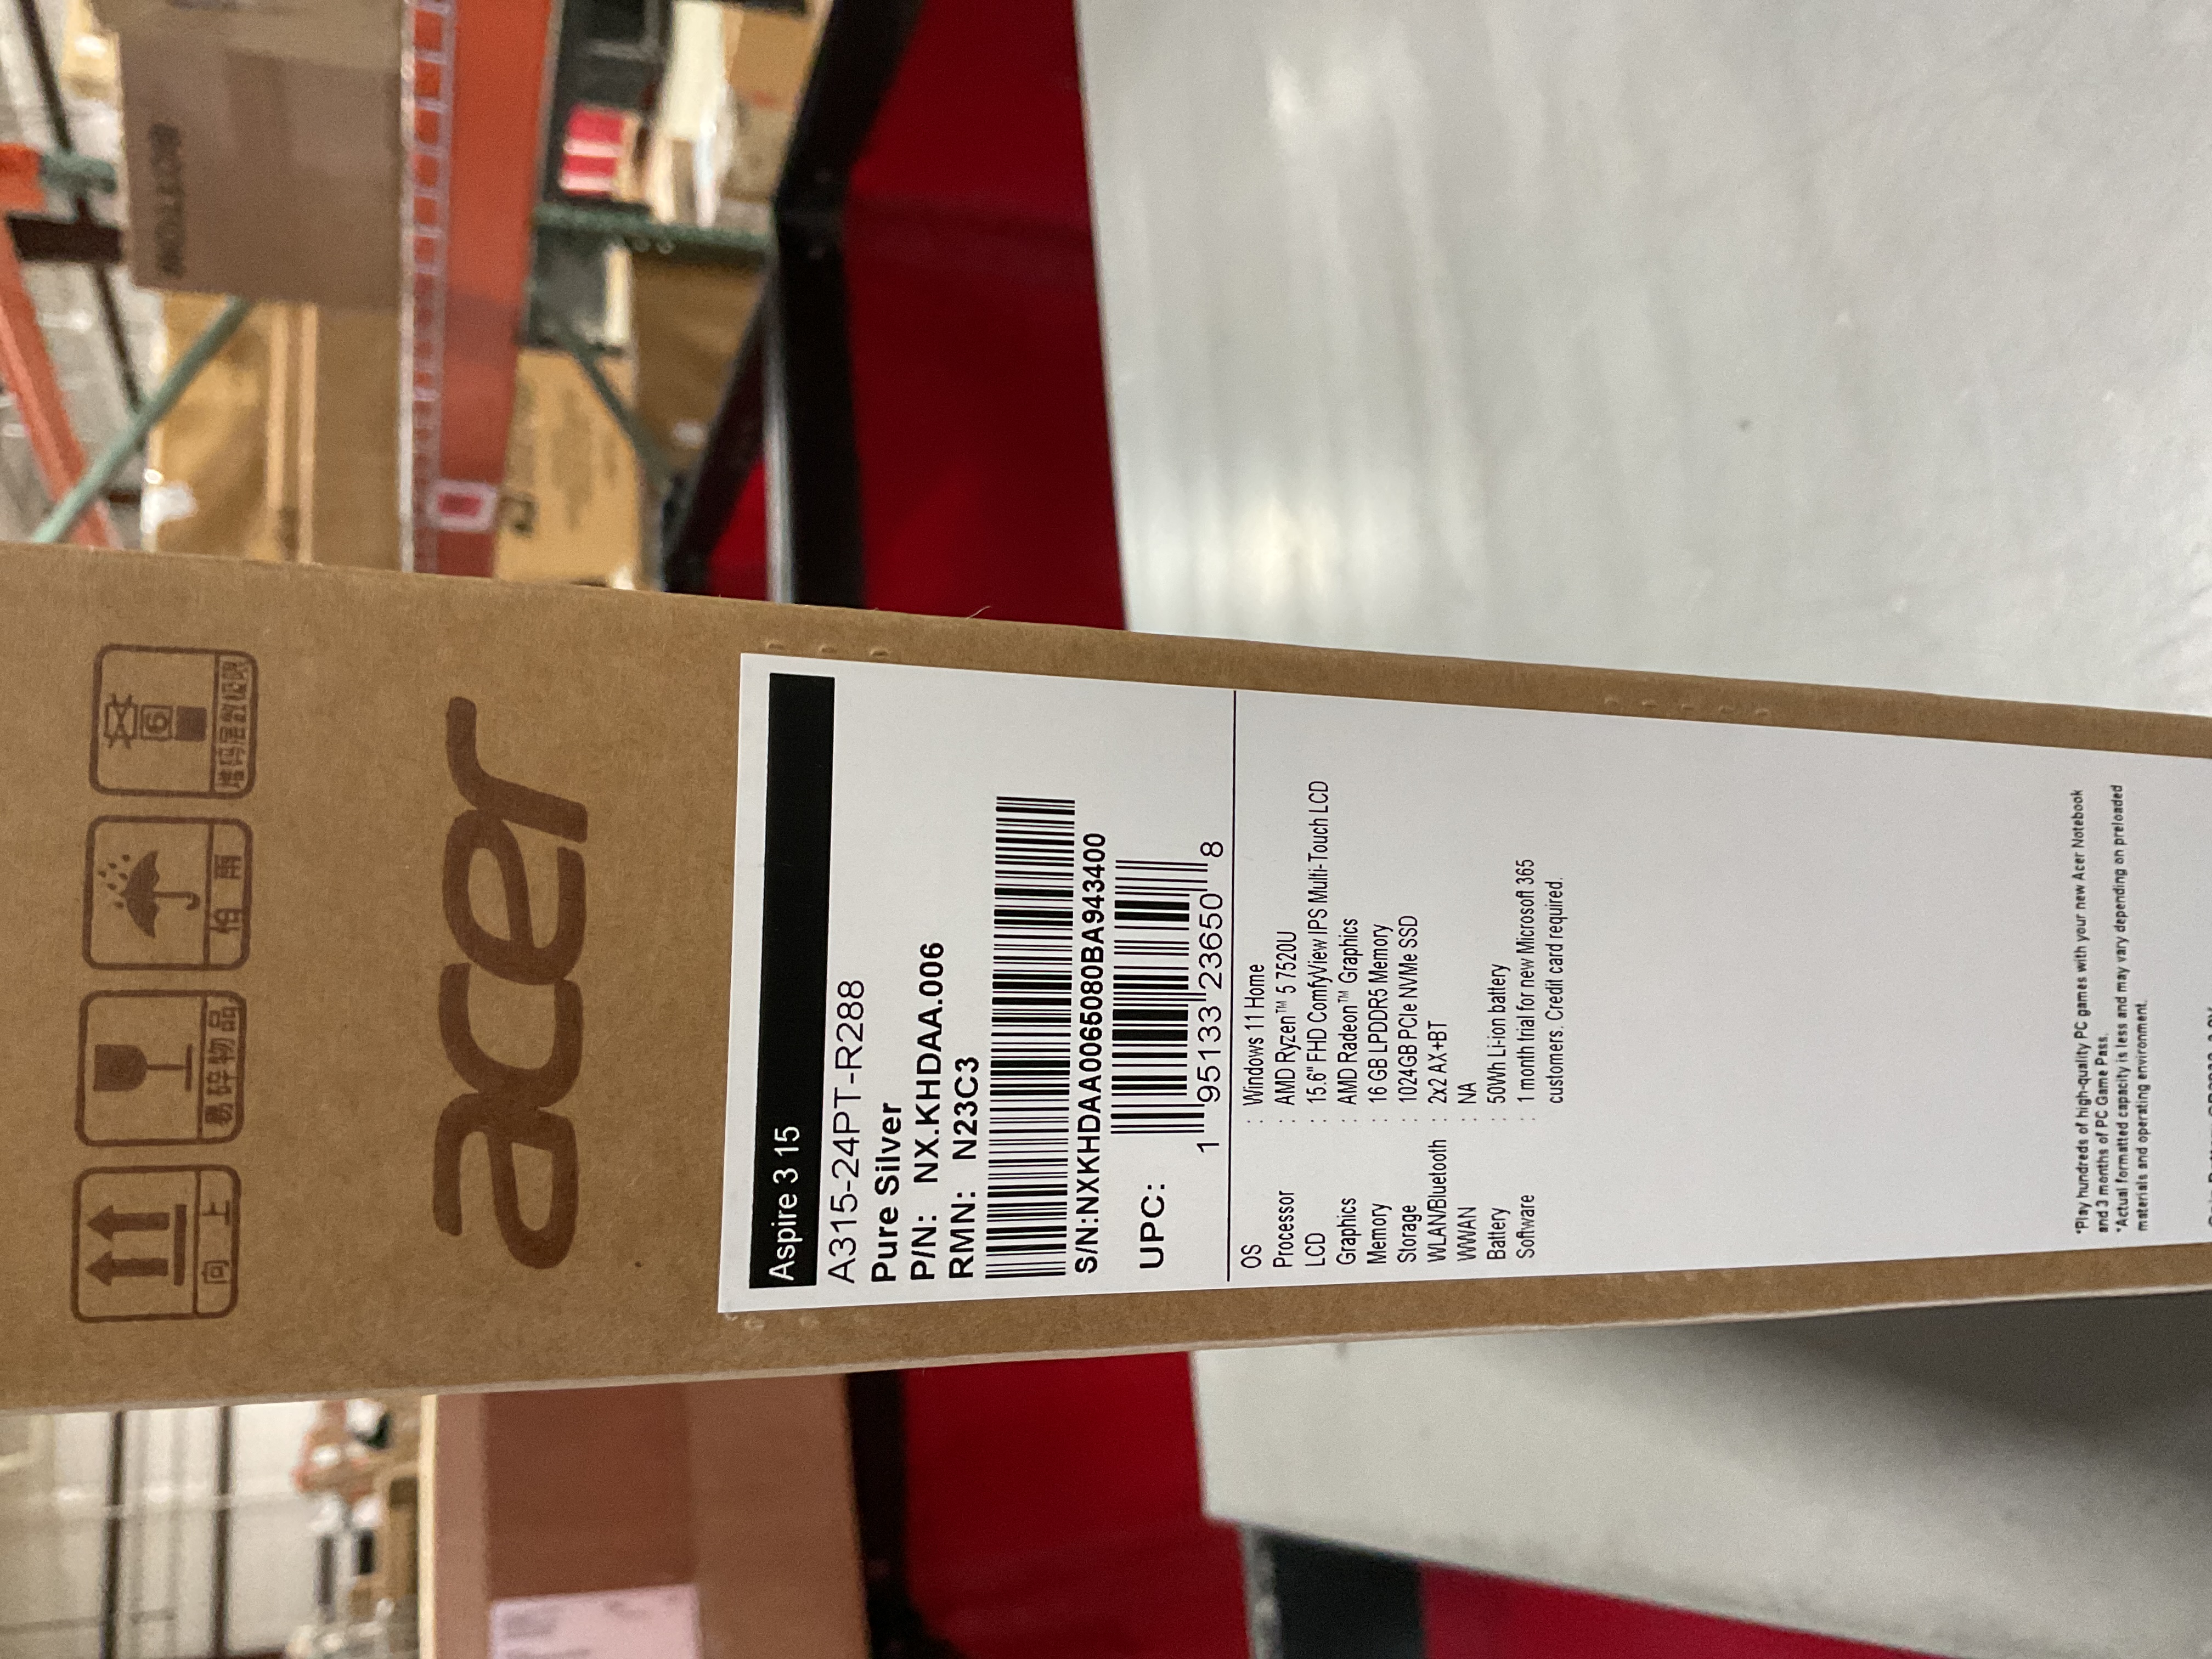 向 上
易碎物品
怕 雨
6
堆码层数极限
acer
Aspire 3 15
A315-24PT-R288
Pure Silver
P/N: NX.KHDAA.006
RMN: N23C3
S/N:NXKHDAA0065080BA943400
UPC:
1 95133 23650 8
OS : Windows 11 Home
Processor : AMD Ryzen™ 5 7520U
LCD : 15.6" FHD ComfyView IPS Multi-Touch LCD
Graphics : AMD Radeon™ Graphics
Memory : 16 GB LPDDR5 Memory
Storage : 1024GB PCIe NVMe SSD
WLAN/Bluetooth : 2x2 AX+BT
WWAN : NA
Battery : 50Wh Li-ion battery
Software : 1 month trial for new Microsoft 365
customers. Credit card required.
*Play hundreds of high-quality PC games with your new Acer Notebook
and 3 months of PC Game Pass.
*Actual formatted capacity is less and may vary depending on preloaded
materials and operating environment.
BOTTOM